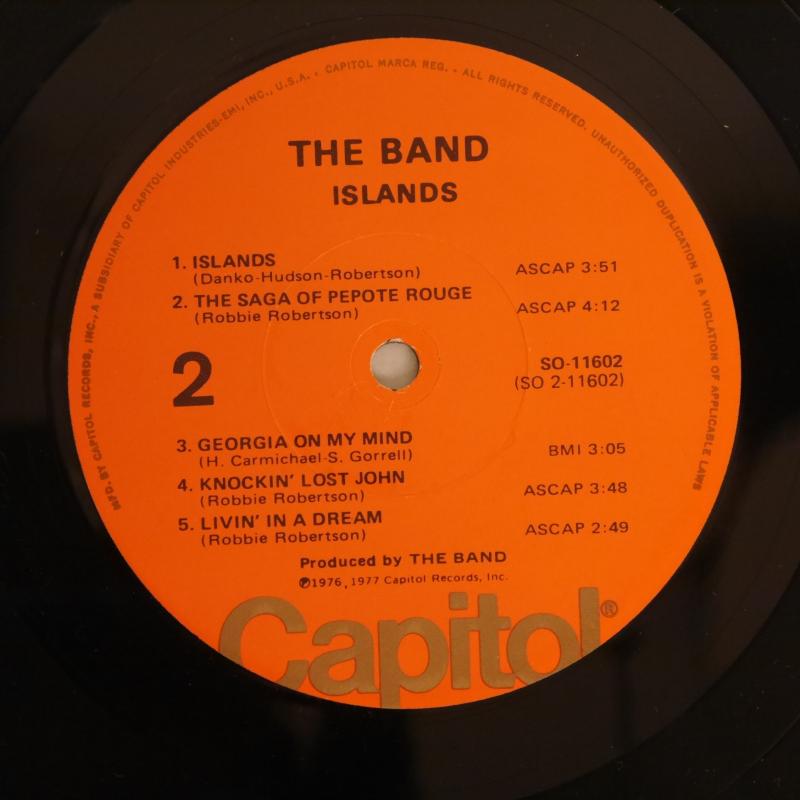 MFD. BY CAPITOL RECORDS, INC., A SUBSIDIARY OF CAPITOL INDUSTRIES-EMI, INC., U.S.A. • CAPITOL MARCA REG. • ALL RIGHTS RESERVED. UNAUTHORIZED DUPLICATION IS A VIOLATION OF APPLICABLE LAWS
THE BAND
ISLANDS
1. ISLANDS
(Danko-Hudson-Robertson) ASCAP 3:51
2. THE SAGA OF PEPOTE ROUGE
(Robbie Robertson) ASCAP 4:12
2
SO-11602
(SO 2-11602)
3. GEORGIA ON MY MIND
(H. Carmichael-S. Gorrell) BMI 3:05
4. KNOCKIN' LOST JOHN
(Robbie Robertson) ASCAP 3:48
5. LIVIN' IN A DREAM
(Robbie Robertson) ASCAP 2:49
Produced by THE BAND
℗1976, 1977 Capitol Records, Inc.
Capitol®